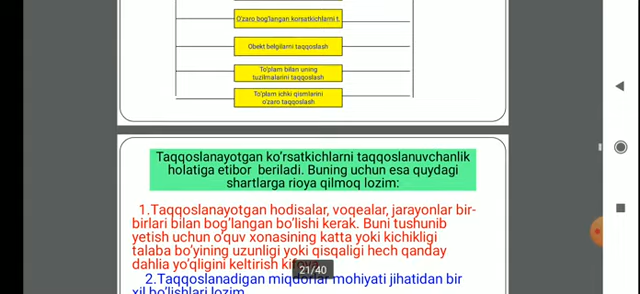 O'zaro bog'langan korsatkichlarni t.
Obekt belgilarni taqqoslash
To'plam bilan uning
tuzilmalarini taqqoslash
To'plam ichki qismlarini
o'zaro taqqoslash
Taqqoslanayotgan ko'rsatkichlarni taqqoslanuvchanlik
holatiga etibor beriladi. Buning uchun esa quydagi
shartlarga rioya qilmoq lozim:
1.Taqqoslanayotgan hodisalar, voqealar, jarayonlar bir-
birlari bilan bog'langan bo'lishi kerak. Buni tushunib
yetish uchun o'quv xonasining katta yoki kichikligi
talaba bo'yining uzunligi yoki qisqaligi hech qanday
dahlia yo'qligini keltirish
21/40
2.Taqqoslanadigan miqdorlar mohiyati jihatidan bir
xil bo'lishlari lozim